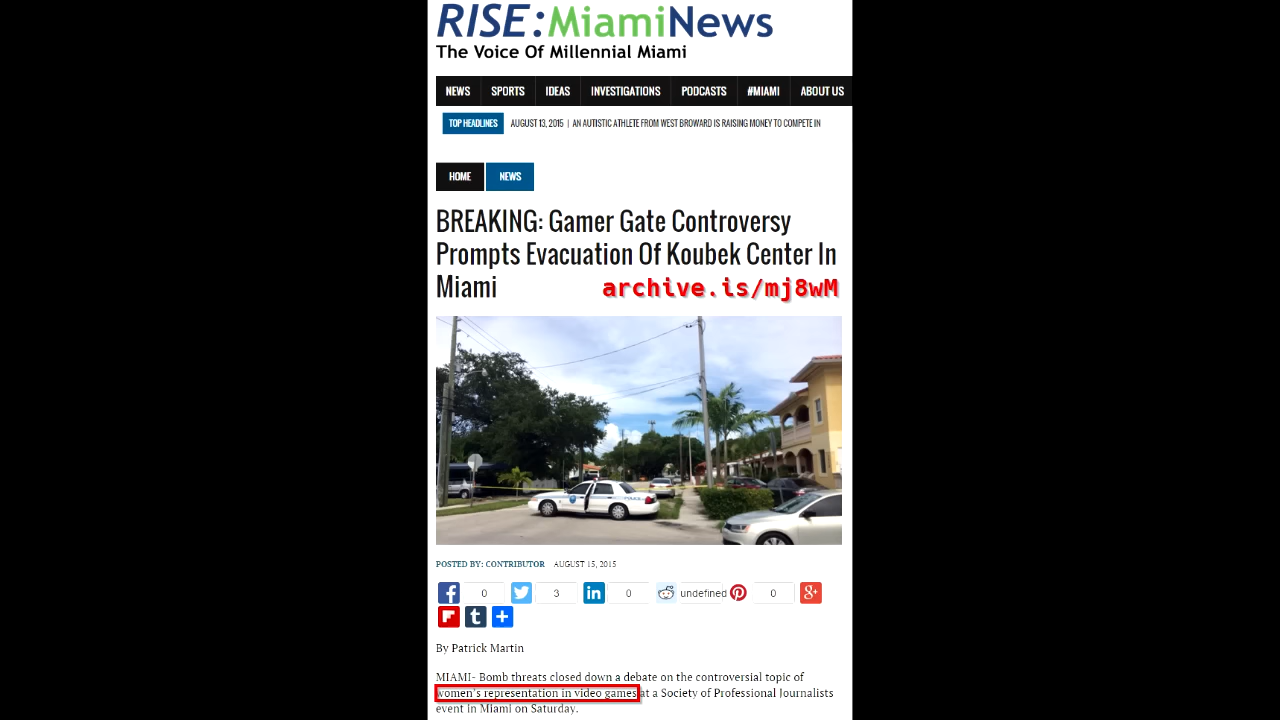 RISE:MiamiNews
The Voice Of Millennial Miami
NEWS SPORTS IDEAS INVESTIGATIONS PODCASTS #MIAMI ABOUT US
TOP HEADLINES AUGUST 13, 2015 | AN AUTISTIC ATHLETE FROM WEST BROWARD IS RAISING MONEY TO COMPETE IN
HOME NEWS
BREAKING: Gamer Gate Controversy
Prompts Evacuation Of Koubek Center In
Miami archive.is/mj8wM
POSTED BY: CONTRIBUTOR AUGUST 15, 2015
0 3 0 undefined 0
By Patrick Martin
MIAMI- Bomb threats closed down a debate on the controversial topic of
women's representation in video games at a Society of Professional Journalists
event in Miami on Saturday.